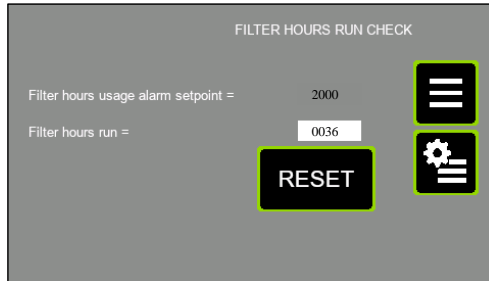 FILTER HOURS RUN CHECK
Filter hours usage alarm setpoint = 2000
Filter hours run = 0036
RESET